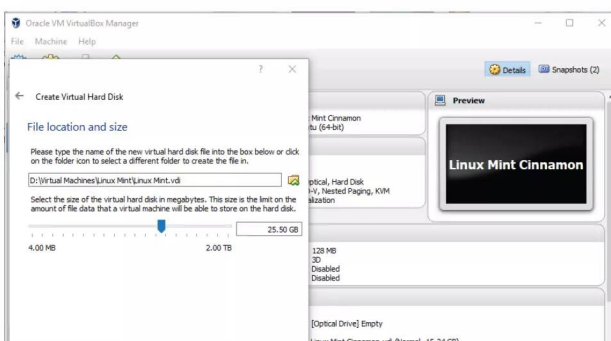 Oracle VM VirtualBox Manager
File Machine Help
Details Snapshots (2)
? ×
← Create Virtual Hard Disk
File location and size
Please type the name of the new virtual hard disk file into the box below or click
on the folder icon to select a different folder to create the file in.
D:\Virtual Machines\Linux Mint\Linux Mint.vdi
Select the size of the virtual hard disk in megabytes. This size is the limit on the
amount of file data that a virtual machine will be able to store on the hard disk.
25.50 GB
4.00 MB 2.00 TB
Mint Cinnamon
(64-bit)
ptical, Hard Disk
-V, Nested Paging, KVM
alization
128 MB
3D
Disabled
Disabled
[Optical Drive] Empty
Preview
Linux Mint Cinnamon